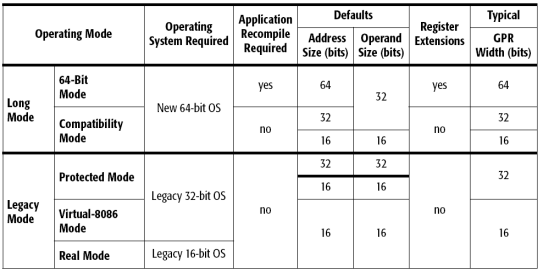 Operating Mode
Operating
System Required
Application
Recompile
Required
Defaults
Address
Size (bits)
Operand
Size (bits)
Register
Extensions
Typical
GPR
Width (bits)
Long
Mode
64-Bit
Mode
New 64-bit OS
yes
64
32
yes
64
Compatibility
Mode
no
32
no
32
16
16
16
Legacy
Mode
Protected Mode
Legacy 32-bit OS
no
32
32
no
32
16
16
Virtual-8086
Mode
16
16
16
Real Mode
Legacy 16-bit OS